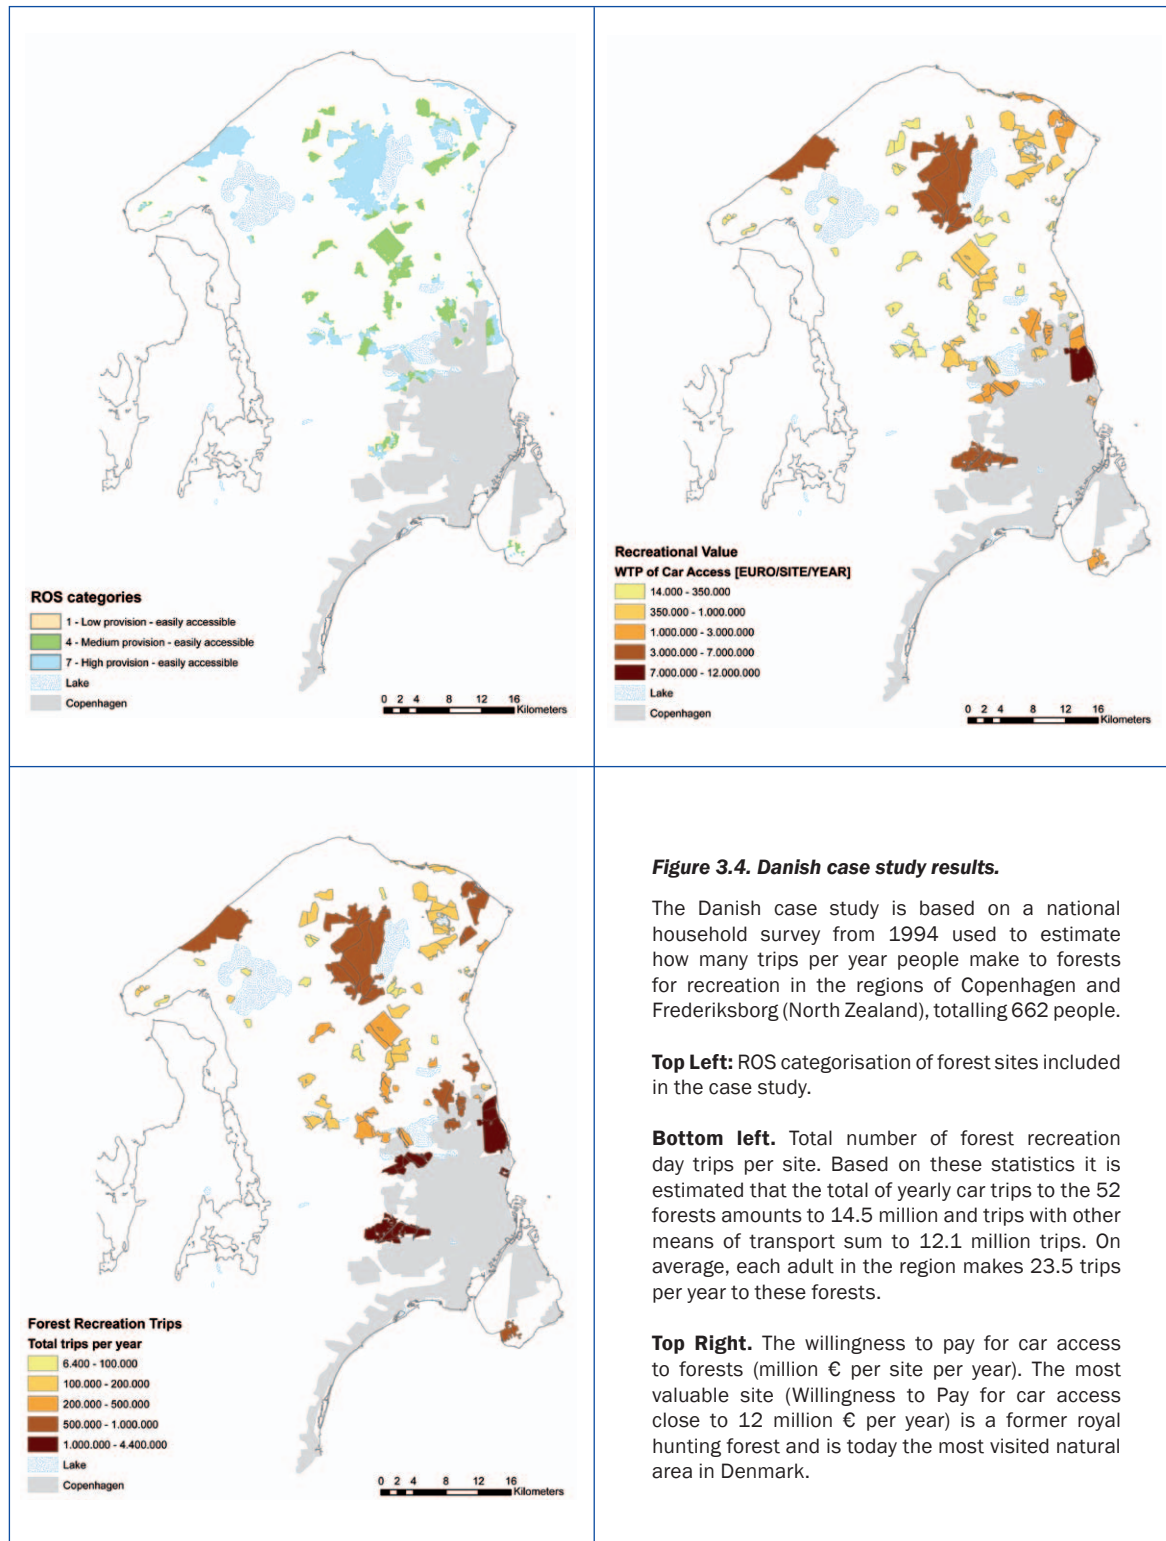 ROS categories
1 - Low provision - easily accessible
4 - Medium provision - easily accessible
7 - High provision - easily accessible
Lake
Copenhagen
0 2 4 8 12 16
Kilometers
Recreational Value
WTP of Car Access [EURO/SITE/YEAR]
14.000 - 350.000
350.000 - 1.000.000
1.000.000 - 3.000.000
3.000.000 - 7.000.000
7.000.000 - 12.000.000
Lake
Copenhagen
0 2 4 8 12 16
Kilometers
Forest Recreation Trips
Total trips per year
6.400 - 100.000
100.000 - 200.000
200.000 - 500.000
500.000 - 1.000.000
1.000.000 - 4.400.000
Lake
Copenhagen
0 2 4 8 12 16
Kilometers
Figure 3.4. Danish case study results.
The Danish case study is based on a national
household survey from 1994 used to estimate
how many trips per year people make to forests
for recreation in the regions of Copenhagen and
Frederiksborg (North Zealand), totalling 662 people.
Top Left: ROS categorisation of forest sites included
in the case study.
Bottom left. Total number of forest recreation
day trips per site. Based on these statistics it is
estimated that the total of yearly car trips to the 52
forests amounts to 14.5 million and trips with other
means of transport sum to 12.1 million trips. On
average, each adult in the region makes 23.5 trips
per year to these forests.
Top Right. The willingness to pay for car access
to forests (million € per site per year). The most
valuable site (Willingness to Pay for car access
close to 12 million € per year) is a former royal
hunting forest and is today the most visited natural
area in Denmark.